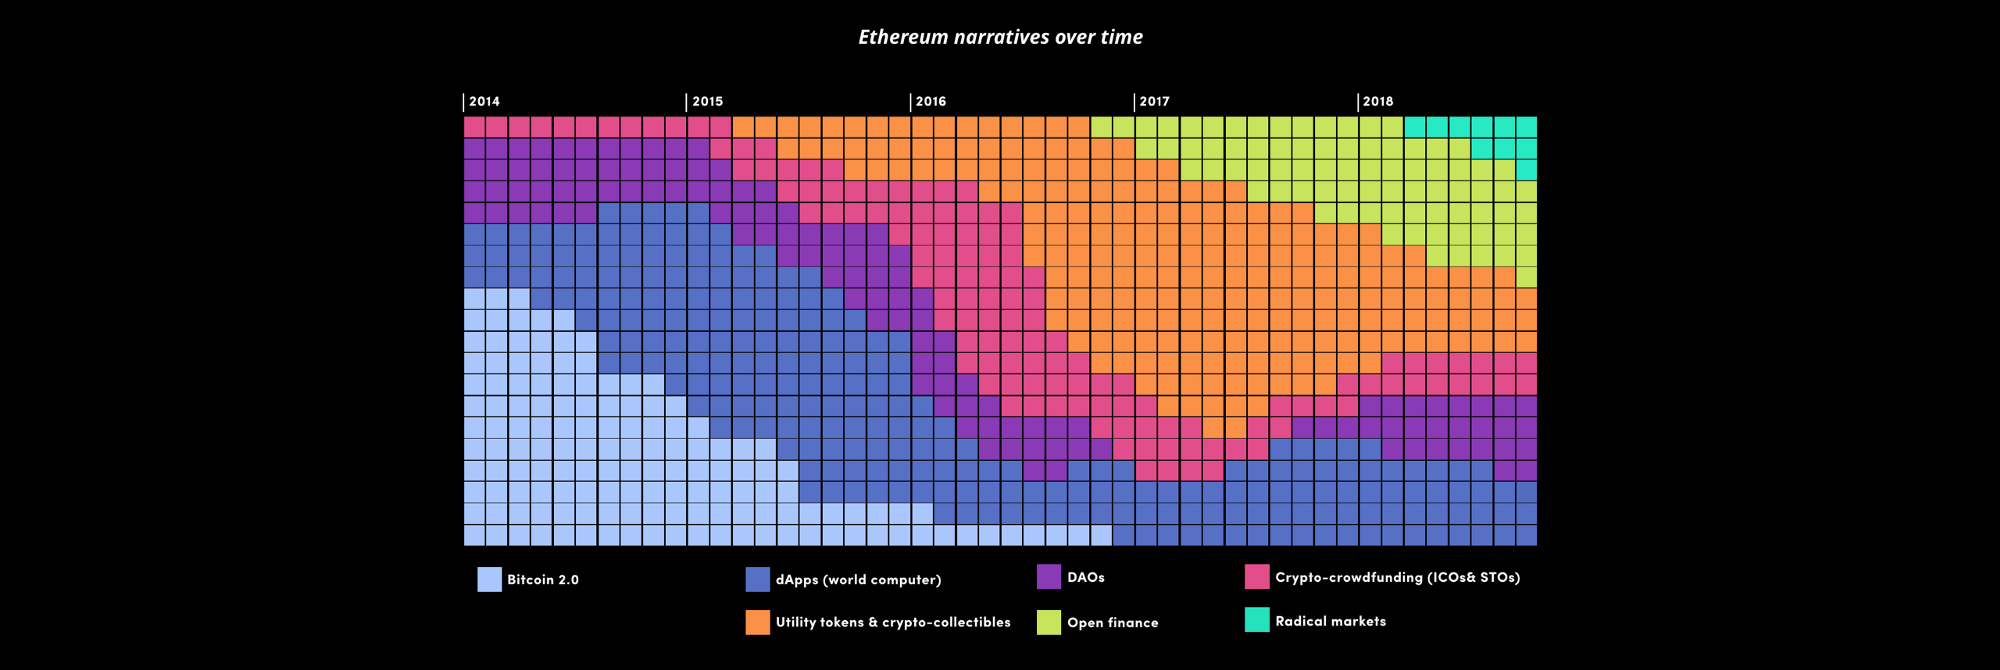 Ethereum narratives over time
2014 2015 2016 2017 2018
Bitcoin 2.0 dApps (world computer) DAOs Crypto-crowdfunding (ICOs& STOs)
Utility tokens & crypto-collectibles Open finance Radical markets